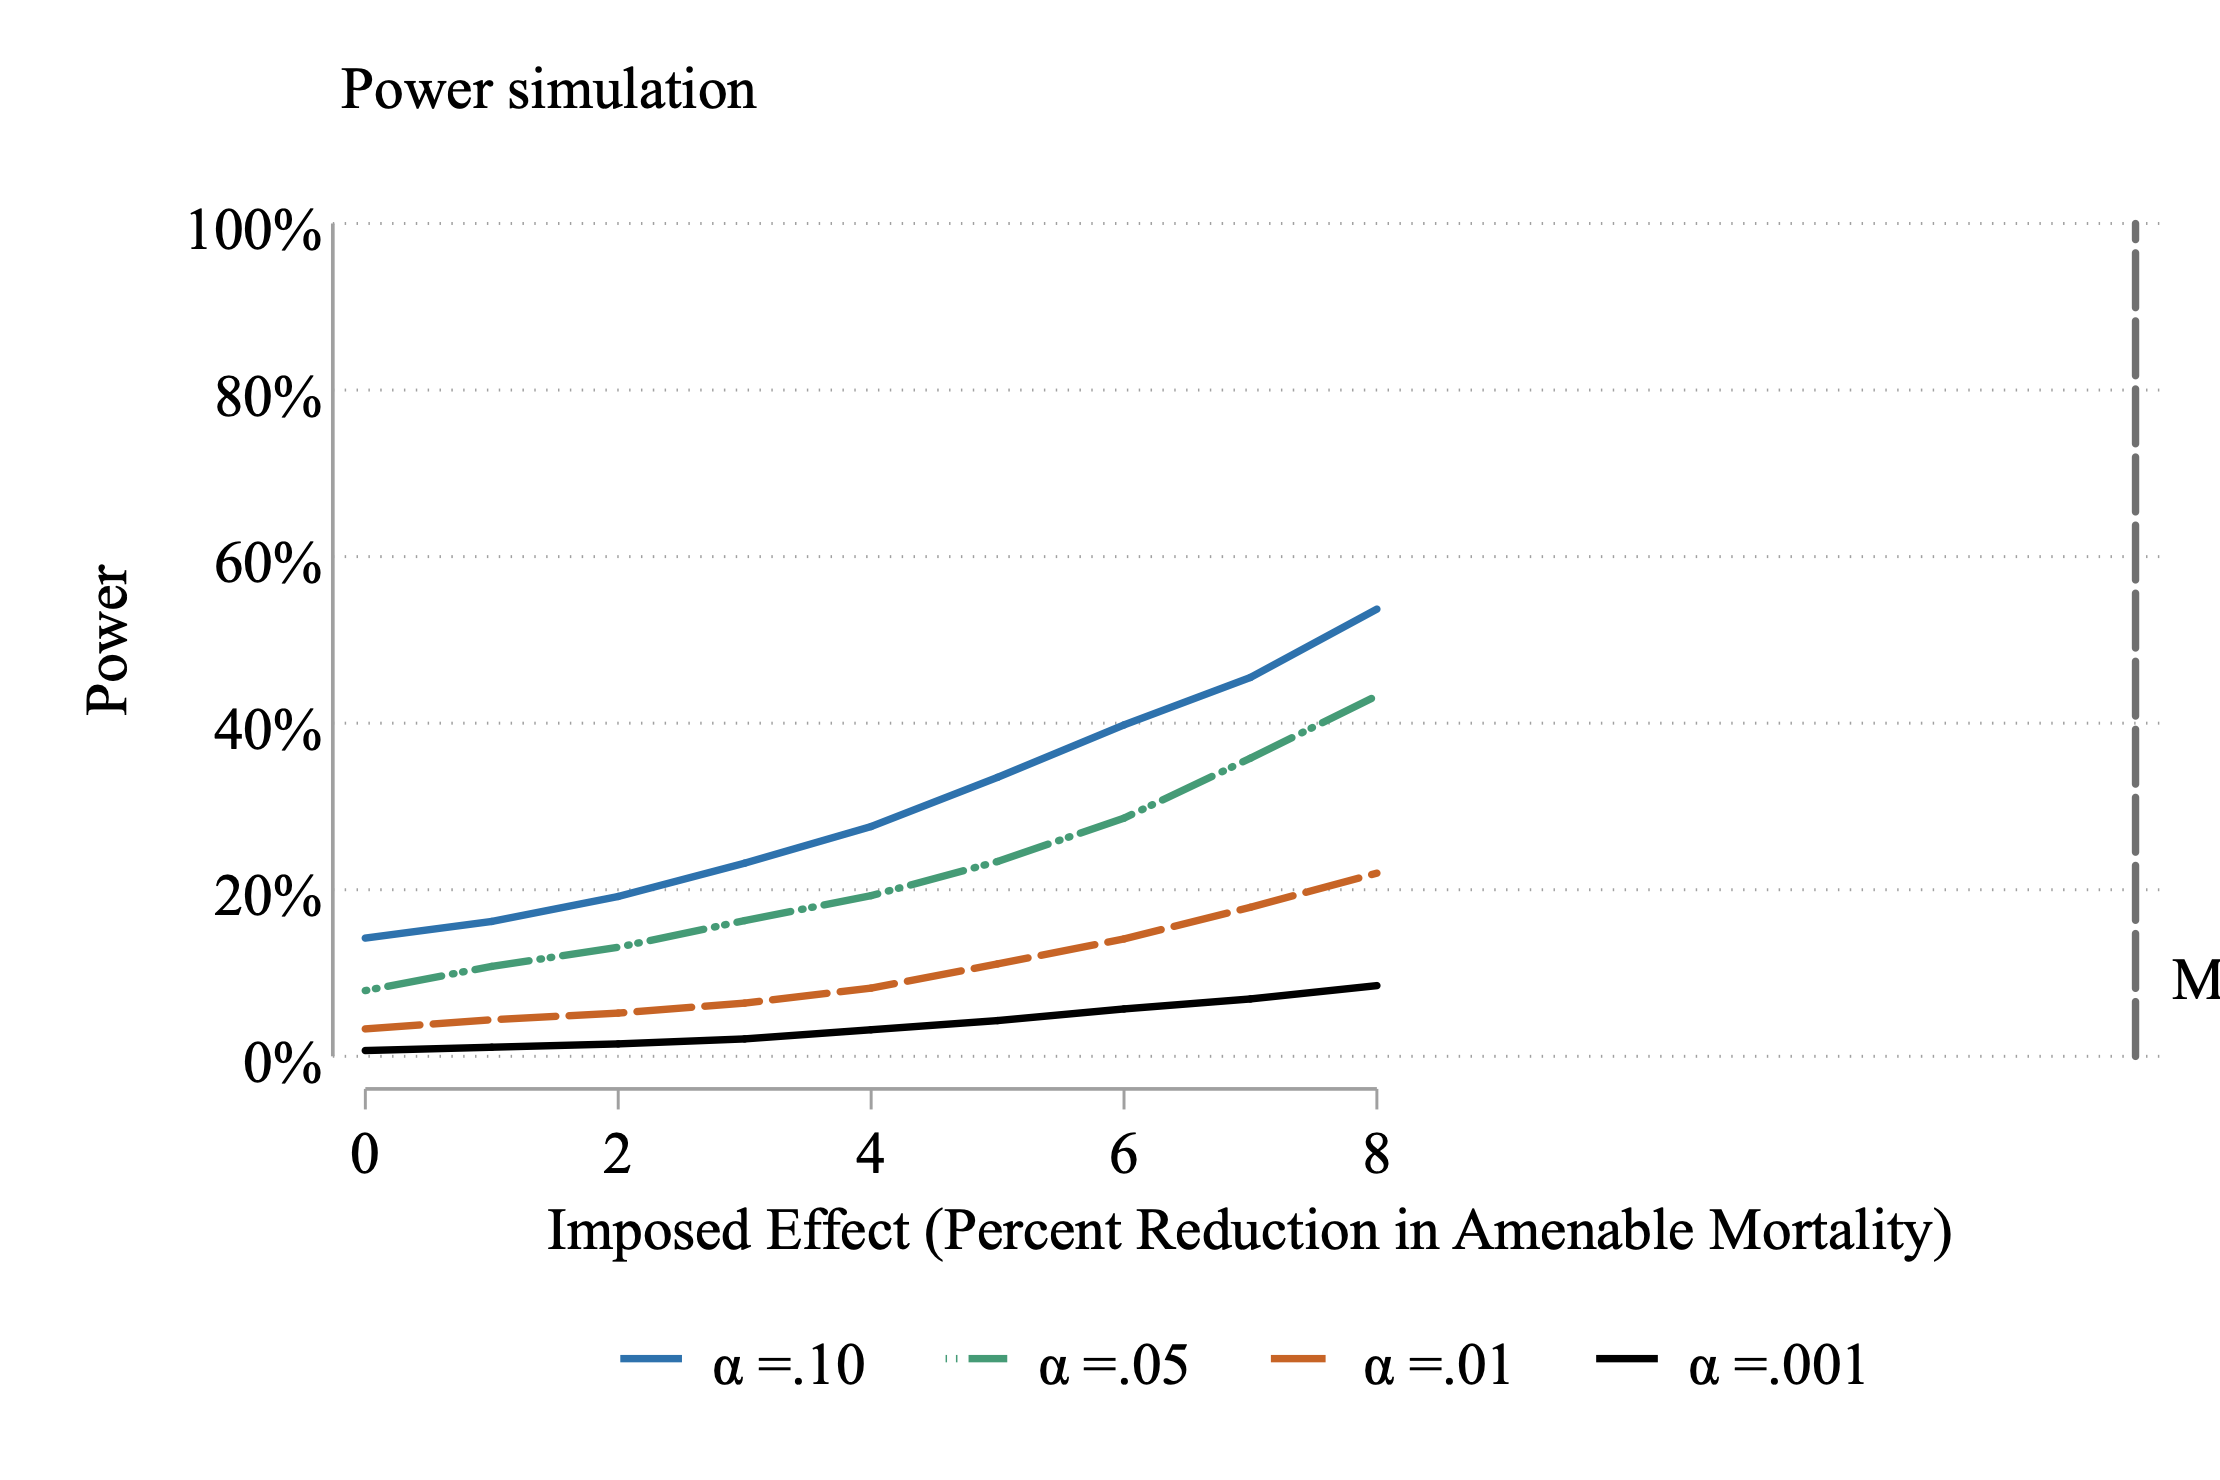 Power simulation
100%
80%
60%
40%
20%
0%
Power
M
0 2 4 6 8
Imposed Effect (Percent Reduction in Amenable Mortality)
α =.10 α =.05 α =.01 α =.001